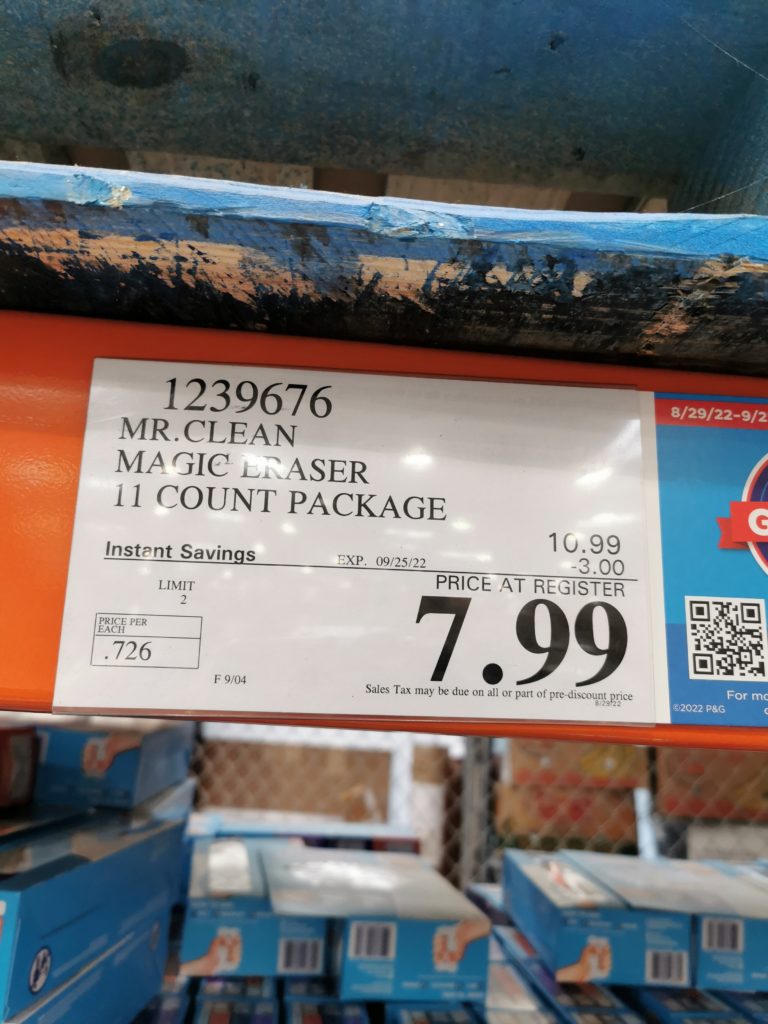 1239676
MR.CLEAN
MAGIC ERASER
11 COUNT PACKAGE
10.99
Instant Savings EXP. 09/25/22 -3.00
LIMIT
2
PRICE AT REGISTER
7.99
PRICE PER
EACH
.726
F 9/04
Sales Tax may be due on all or part of pre-discount price
8/29/22
8/29/22-9/2
G
For mo
©2022 P&G